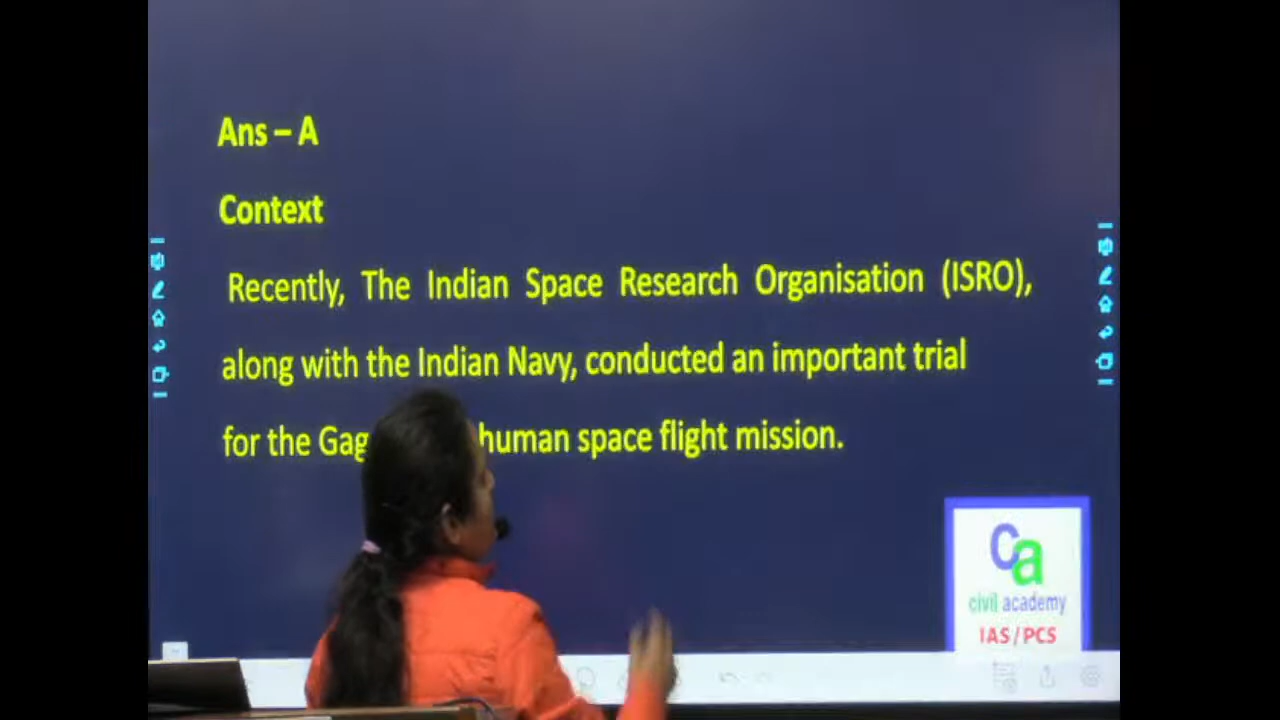 Ans – A
Context
Recently, The Indian Space Research Organisation (ISRO),
along with the Indian Navy, conducted an important trial
for the Gag human space flight mission.
ca
civil academy
IAS/PCS